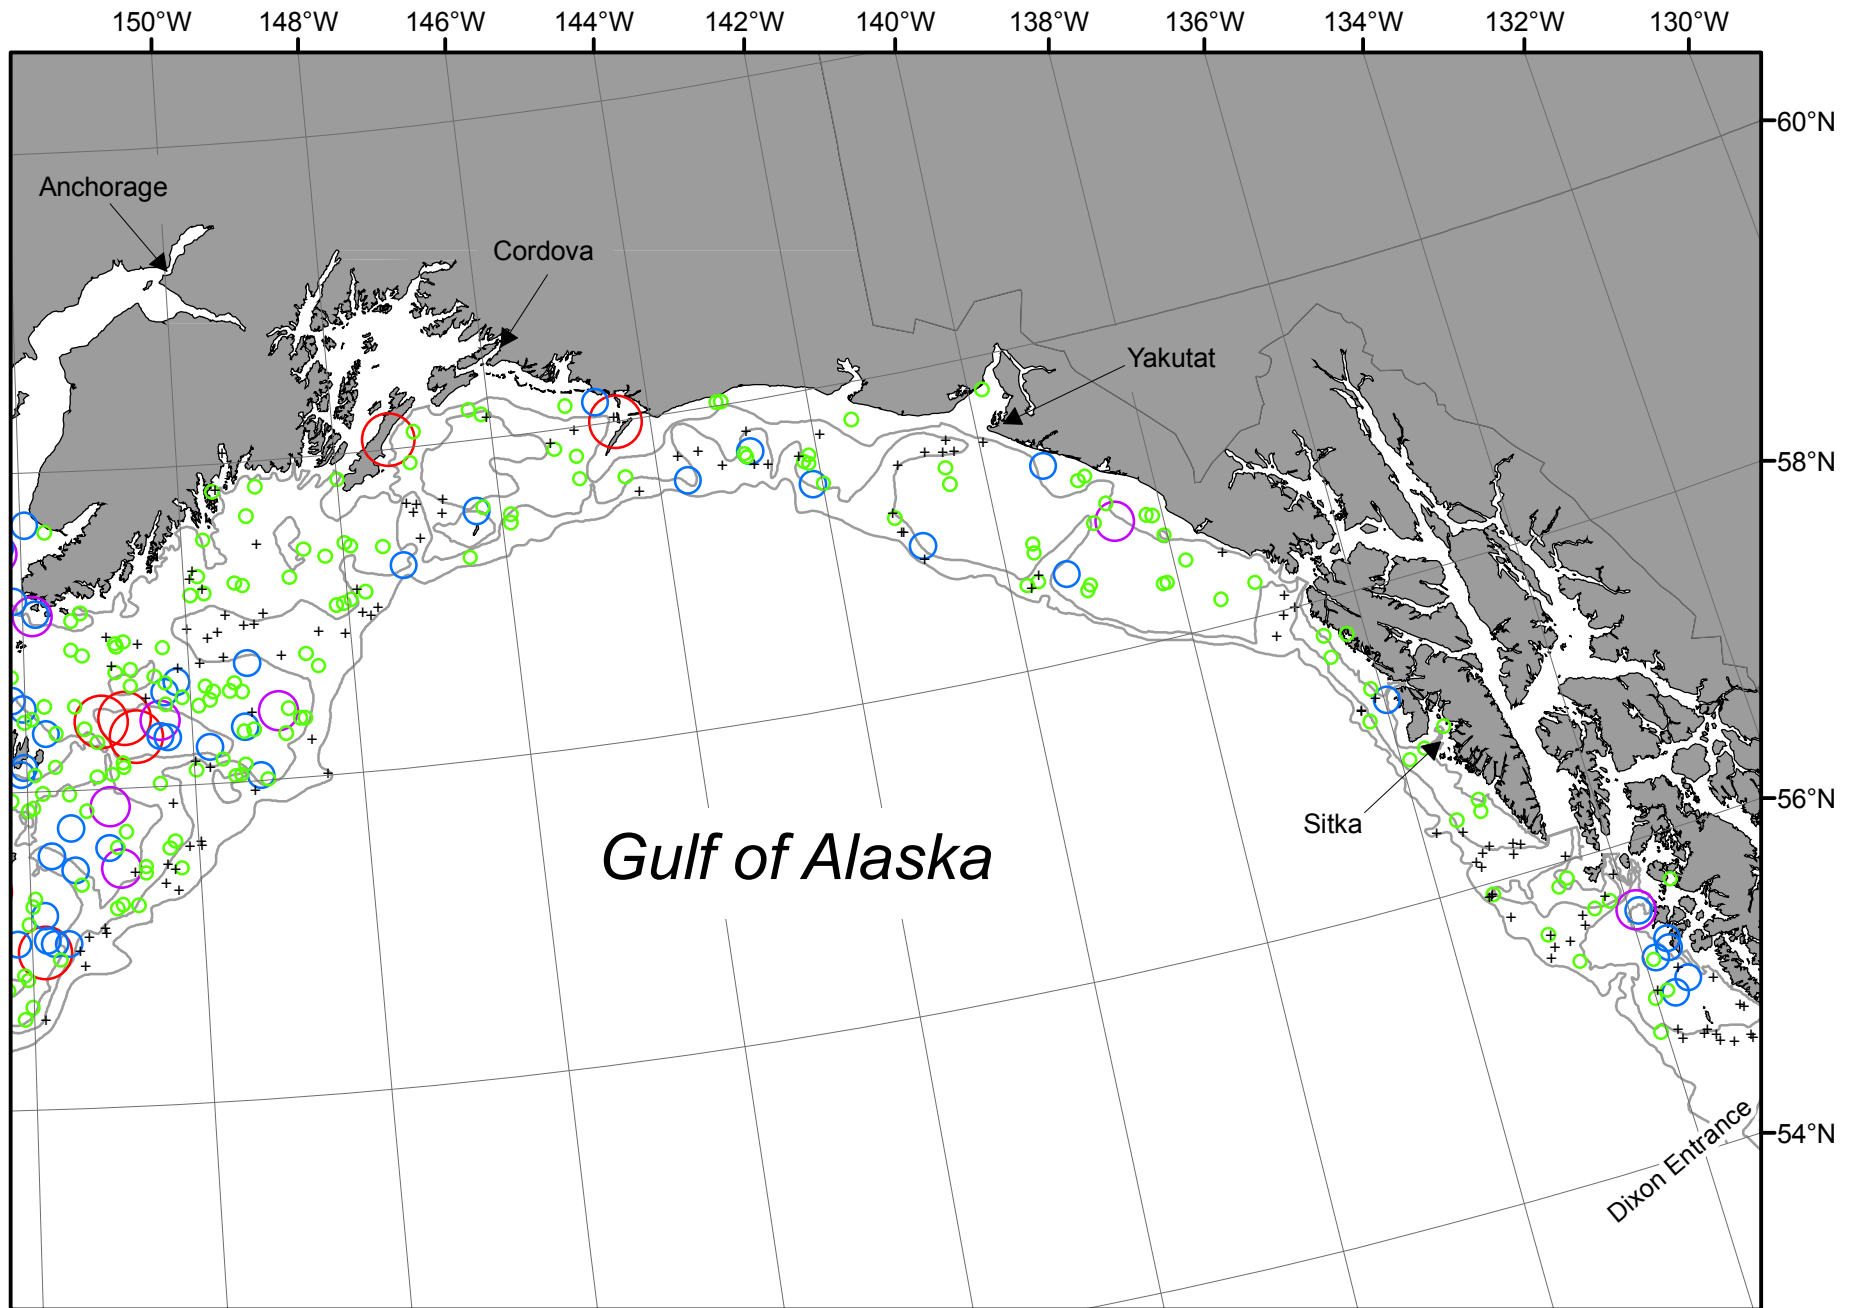 150°W 148°W 146°W 144°W 142°W 140°W 138°W 136°W 134°W 132°W 130°W
60°N
Anchorage
Cordova
Yakutat
58°N
56°N
Sitka
Gulf of Alaska
54°N
Dixon Entrance